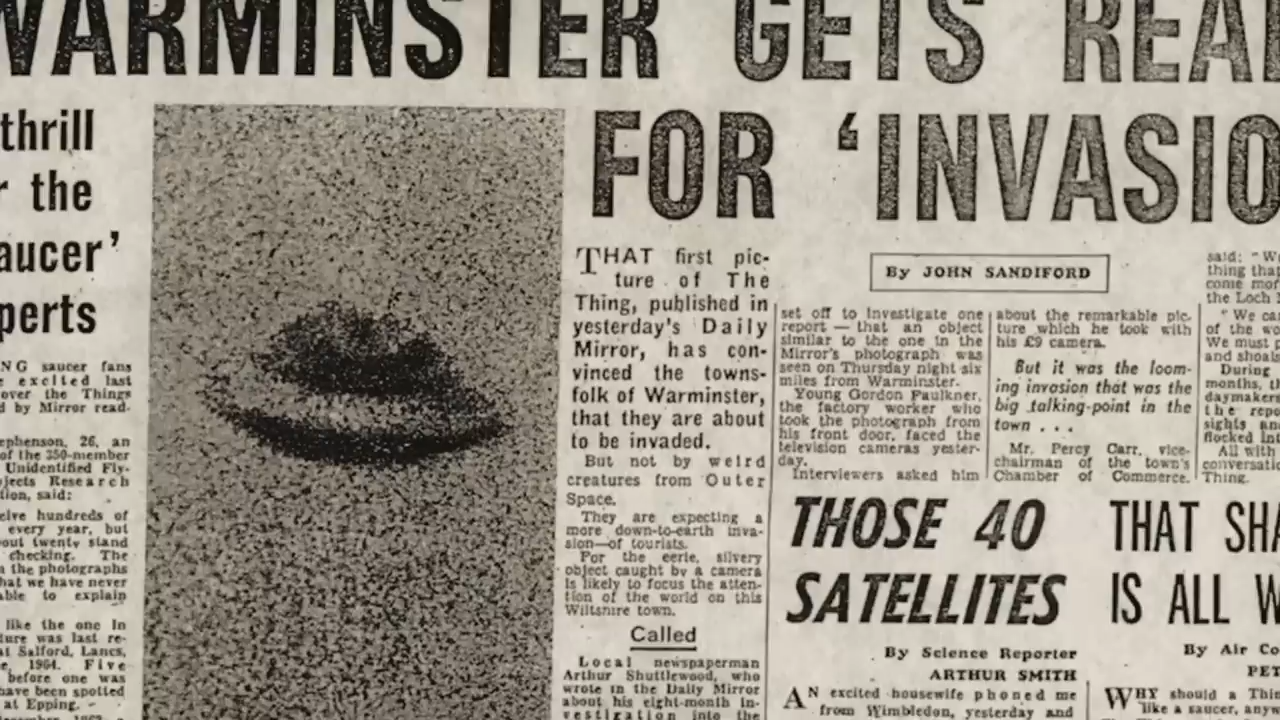 WARMINSTER GETS REA
FOR ‘INVASIO
thrill
r the
aucer’
perts
NG saucer fans
e excited last
over the Things
d by Mirror read-
ephenson, 26, an
of the 350-member
Unidentified Fly-
jects Research
tion, said:
eive hundreds of
every year, but
out twenty stand
checking. The
n the photographs
hat we have never
able to explain
like the one in
ture was last re-
at Salford, Lancs,
e, 1964. Five
before one was
have been spotted
at Epping. -
THAT first pic-
ture of The
Thing, published in
yesterday's Daily
Mirror, has con-
vinced the towns-
folk of Warminster,
that they are about
to be invaded.
But not by weird
creatures from Outer
Space.
They are expecting a
more down-to-earth inva-
sion—of tourists.
For the eerie, silvery
object caught by a camera
is likely to focus the atten-
tion of the world on this
Wiltshire town.
Called
Local newspaperman
Arthur Shuttlewood, who
wrote in the Daily Mirror
about his eight-month in-
vestigation into the
By JOHN SANDIFORD
set off to investigate one
report — that an object
similar to the one in the
Mirror's photograph was
seen on Thursday night six
miles from Warminster.
Young Gordon Faulkner,
the factory worker who
took the photograph from
his front door, faced the
television cameras yester-
day.
Interviewers asked him
about the remarkable pic-
ture which he took with
his £9 camera.
But it was the loom-
ing invasion that was the
big talking-point in the
town . . .
Mr. Percy Carr, vice-
chairman of the town's
Chamber of Commerce.
said: "We
thing tha
come mor
the Loch
"We ca
of the wo
We must p
and shoals
During
months, th
daymakers
the repo
sights and
flocked int
All with
conversatio
Thing.
THOSE 40
SATELLITES
By Science Reporter
ARTHUR SMITH
AN excited housewife phoned me
from Wimbledon, yesterday and
THAT SHA
IS ALL W
By Air Co
PET
WHY should a Thin
like a saucer, anyw